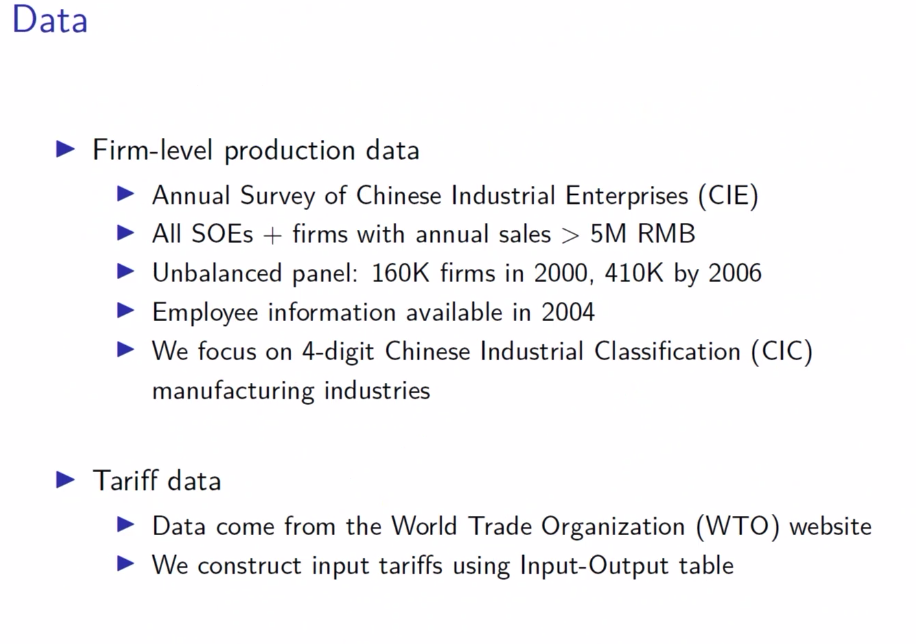 Data
▶ Firm-level production data
▶ Annual Survey of Chinese Industrial Enterprises (CIE)
▶ All SOEs + firms with annual sales > 5M RMB
▶ Unbalanced panel: 160K firms in 2000, 410K by 2006
▶ Employee information available in 2004
▶ We focus on 4-digit Chinese Industrial Classification (CIC)
manufacturing industries
▶ Tariff data
▶ Data come from the World Trade Organization (WTO) website
▶ We construct input tariffs using Input-Output table